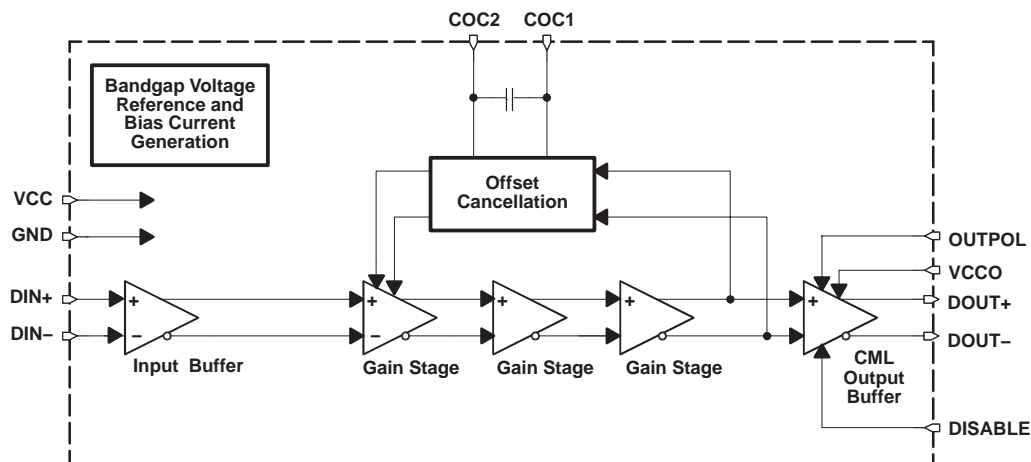 COC2 COC1
Bandgap Voltage
Reference and
Bias Current
Generation
Offset
Cancellation
VCC
GND
OUTPOL
VCCO
DIN+
DIN−
+
−
+
−
+
+
+
DOUT+
DOUT−
Input Buffer
Gain Stage
Gain Stage
Gain Stage
CML
Output
Buffer
DISABLE